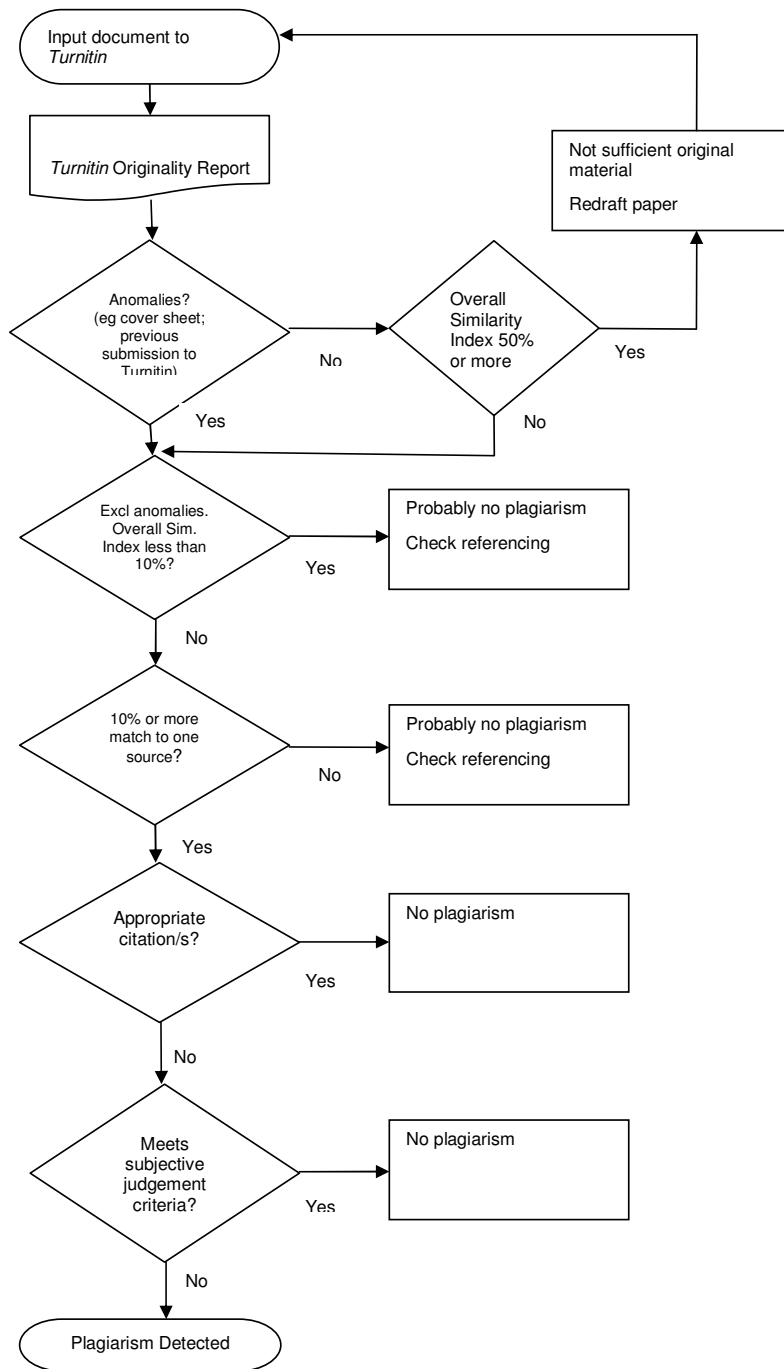 Input document to
Turnitin
Turnitin Originality Report
Not sufficient original
material
Redraft paper
Anomalies?
(eg cover sheet;
previous
submission to
Turnitin)
No
Overall
Similarity
Index 50%
or more
Yes
Yes
No
Excl anomalies.
Overall Sim.
Index less than
10%?
Yes
Probably no plagiarism
Check referencing
No
10% or more
match to one
source?
No
Probably no plagiarism
Check referencing
Yes
Appropriate
citation/s?
Yes
No plagiarism
No
Meets
subjective
judgement
criteria?
Yes
No plagiarism
No
Plagiarism Detected